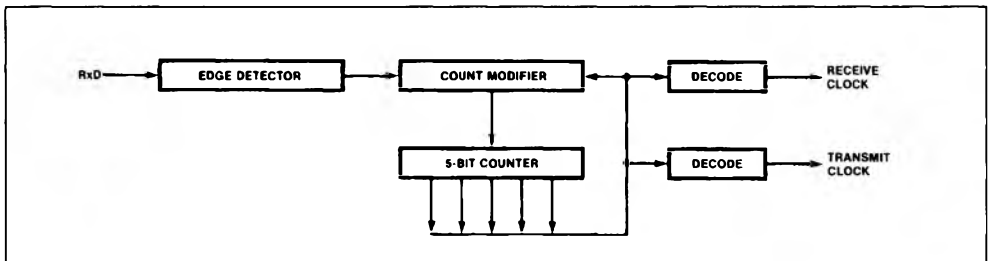 RxD
EDGE DETECTOR
COUNT MODIFIER
DECODE
RECEIVE
CLOCK
5-BIT COUNTER
DECODE
TRANSMIT
CLOCK